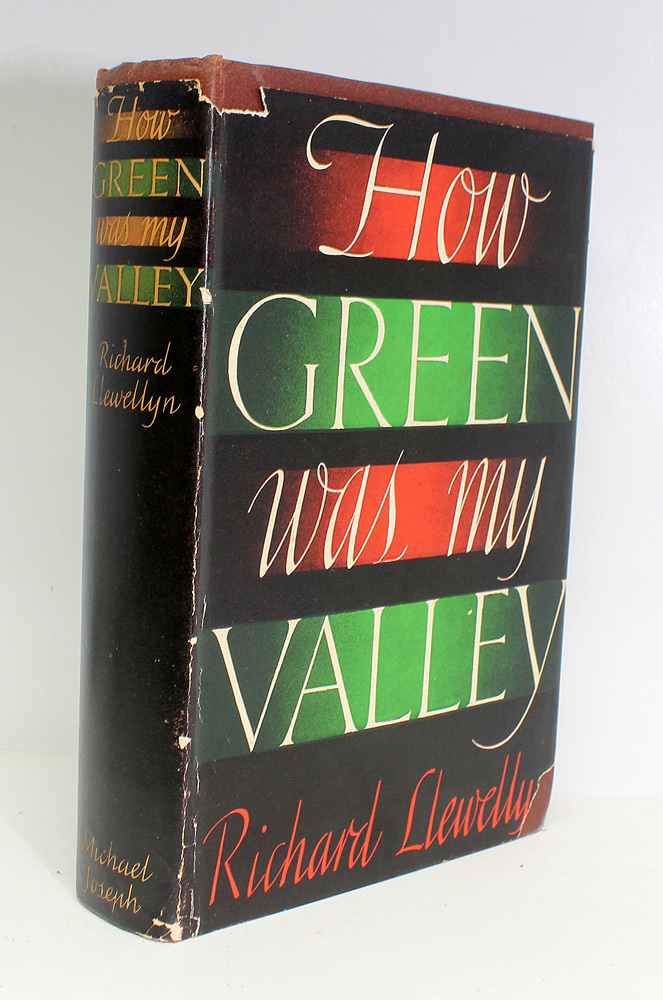 How
GREEN
was my
VALLEY
Richard
Llewellyn
Michael
Joseph
How
GREEN
was my
VALLEY
Richard Llewelly